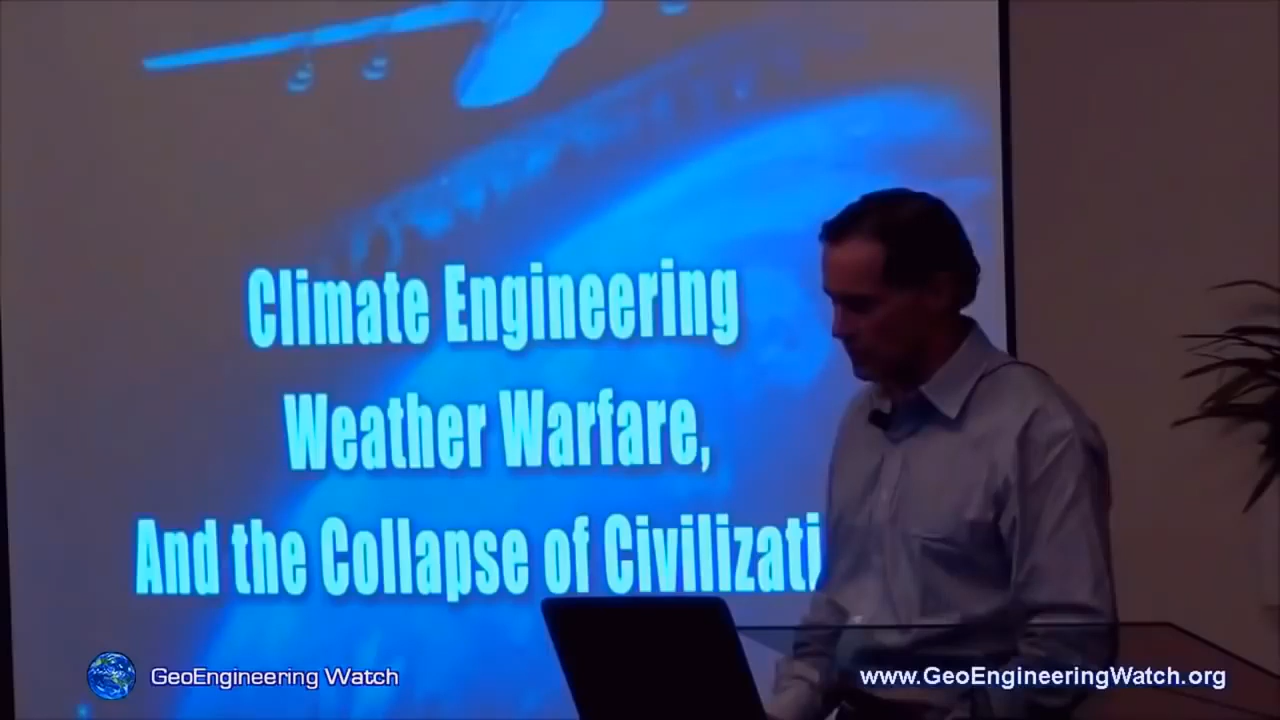 Climate Engineering
Weather Warfare,
And the Collapse of Civilizati
GeoEngineering Watch
www.GeoEngineeringWatch.org